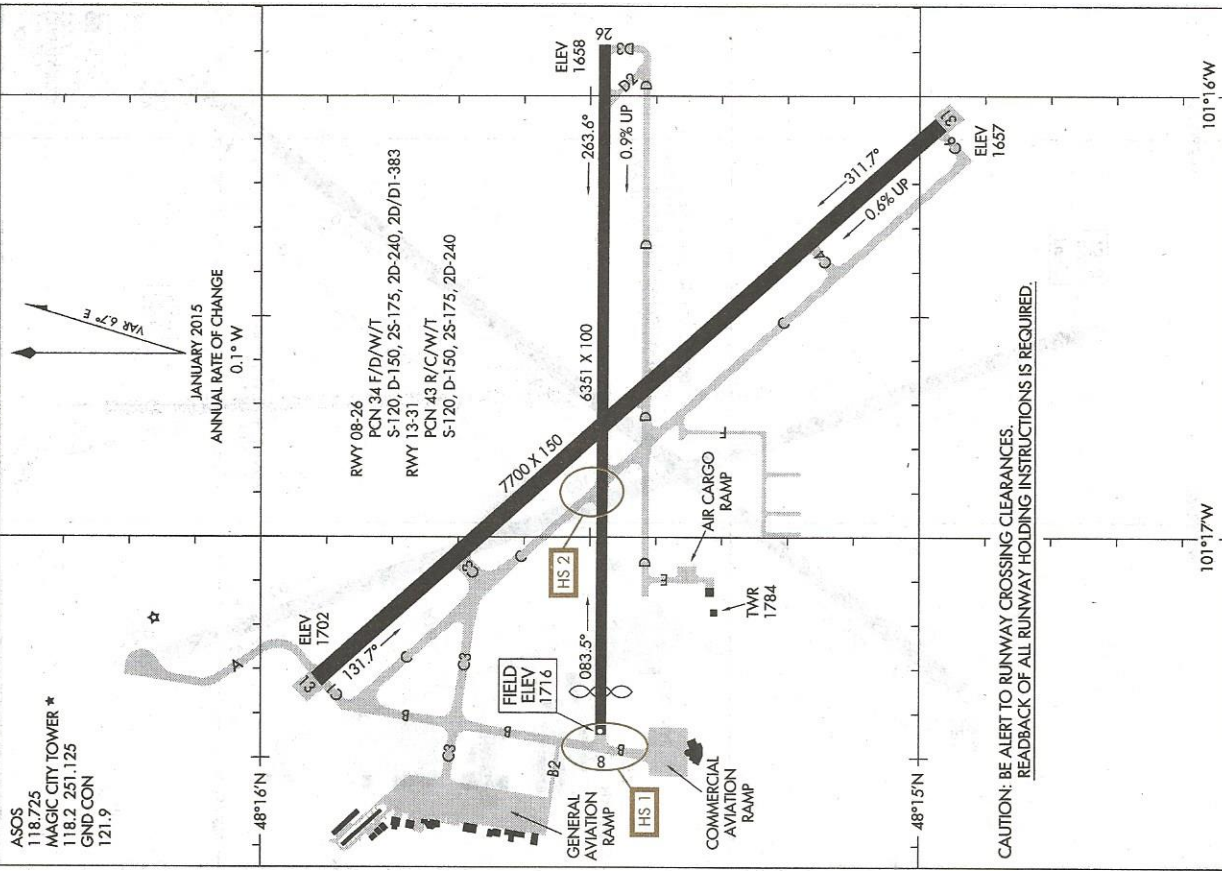 ASOS
118.725
MAGIC CITY TOWER ★
118.2 251.125
GND CON
121.9
VAR 6.7° E
JANUARY 2015
ANNUAL RATE OF CHANGE
0.1° W
48°16'N
A
ELEV
1702
13
C1
131.7°
C
B
C3
C3
C3
B
B2
FIELD
ELEV
1716
083.5°
8
B
HS 1
GENERAL
AVIATION
RAMP
COMMERCIAL
AVIATION
RAMP
RWY 08-26
PCN 34 F/D/W/T
S-120, D-150, 2S-175, 2D-240, 2D/D1-383
RWY 13-31
PCN 43 R/C/W/T
S-120, D-150, 2S-175, 2D-240
7700 X 150
C
HS 2
6351 X 100
263.6°
0.9% UP
ELEV
1658
26
D3
D2
D
D
D
D
E
AIR CARGO
RAMP
TWR
1784
F
C
C4
311.7°
0.6% UP
31
C6
ELEV
1657
48°15'N
CAUTION: BE ALERT TO RUNWAY CROSSING CLEARANCES.
READBACK OF ALL RUNWAY HOLDING INSTRUCTIONS IS REQUIRED.
101°17'W
101°16'W